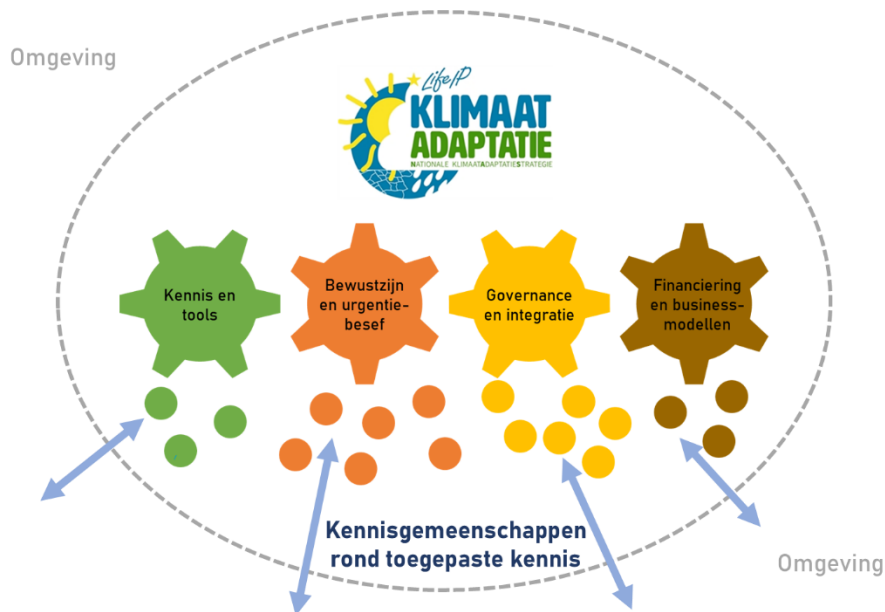 Omgeving
Life IP
KLIMAAT
ADAPTATIE
NATIONALE KLIMAATADAPTATIESTRATEGIE
Kennis en
tools
Bewustzijn
en urgentie-
besef
Governance
en integratie
Financiering
en business-
modellen
Kennisgemeenschappen
rond toegepaste kennis
Omgeving